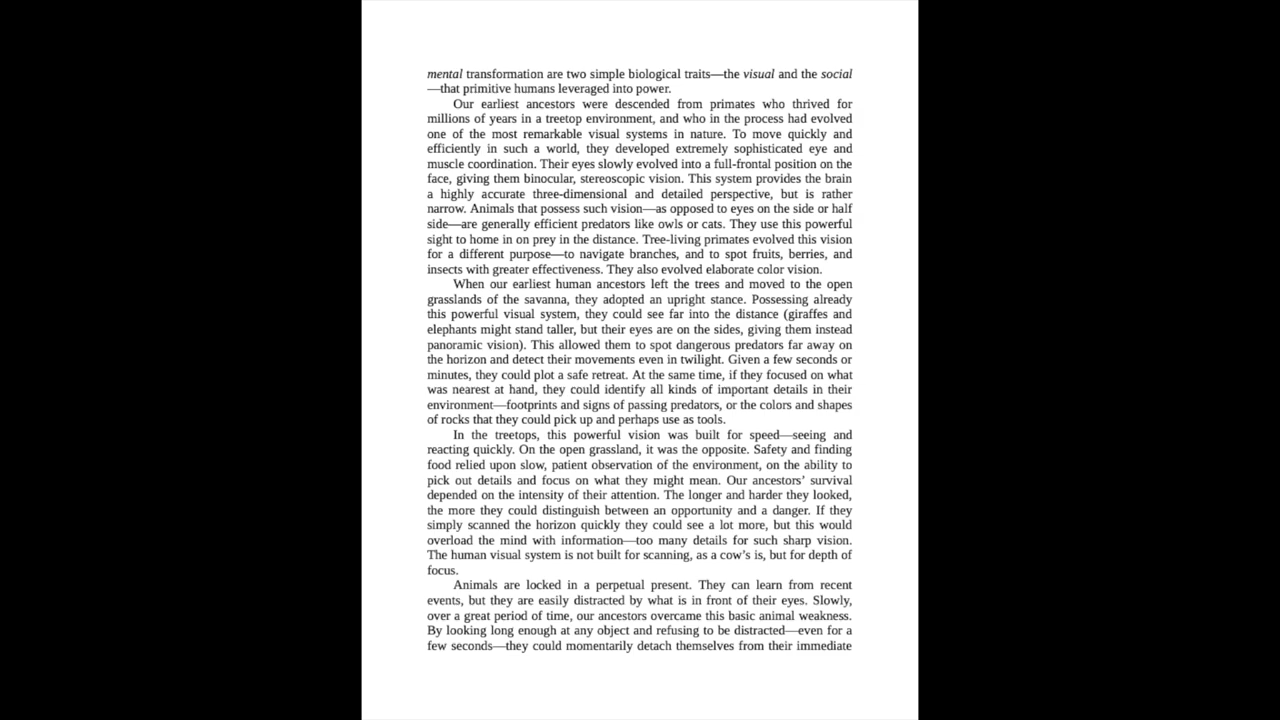 mental transformation are two simple biological traits—the visual and the social
—that primitive humans leveraged into power.
Our earliest ancestors were descended from primates who thrived for
millions of years in a treetop environment, and who in the process had evolved
one of the most remarkable visual systems in nature. To move quickly and
efficiently in such a world, they developed extremely sophisticated eye and
muscle coordination. Their eyes slowly evolved into a full-frontal position on the
face, giving them binocular, stereoscopic vision. This system provides the brain
a highly accurate three-dimensional and detailed perspective, but is rather
narrow. Animals that possess such vision—as opposed to eyes on the side or half
side—are generally efficient predators like owls or cats. They use this powerful
sight to home in on prey in the distance. Tree-living primates evolved this vision
for a different purpose—to navigate branches, and to spot fruits, berries, and
insects with greater effectiveness. They also evolved elaborate color vision.
When our earliest human ancestors left the trees and moved to the open
grasslands of the savanna, they adopted an upright stance. Possessing already
this powerful visual system, they could see far into the distance (giraffes and
elephants might stand taller, but their eyes are on the sides, giving them instead
panoramic vision). This allowed them to spot dangerous predators far away on
the horizon and detect their movements even in twilight. Given a few seconds or
minutes, they could plot a safe retreat. At the same time, if they focused on what
was nearest at hand, they could identify all kinds of important details in their
environment—footprints and signs of passing predators, or the colors and shapes
of rocks that they could pick up and perhaps use as tools.
In the treetops, this powerful vision was built for speed—seeing and
reacting quickly. On the open grassland, it was the opposite. Safety and finding
food relied upon slow, patient observation of the environment, on the ability to
pick out details and focus on what they might mean. Our ancestors’ survival
depended on the intensity of their attention. The longer and harder they looked,
the more they could distinguish between an opportunity and a danger. If they
simply scanned the horizon quickly they could see a lot more, but this would
overload the mind with information—too many details for such sharp vision.
The human visual system is not built for scanning, as a cow’s is, but for depth of
focus.
Animals are locked in a perpetual present. They can learn from recent
events, but they are easily distracted by what is in front of their eyes. Slowly,
over a great period of time, our ancestors overcame this basic animal weakness.
By looking long enough at any object and refusing to be distracted—even for a
few seconds—they could momentarily detach themselves from their immediate